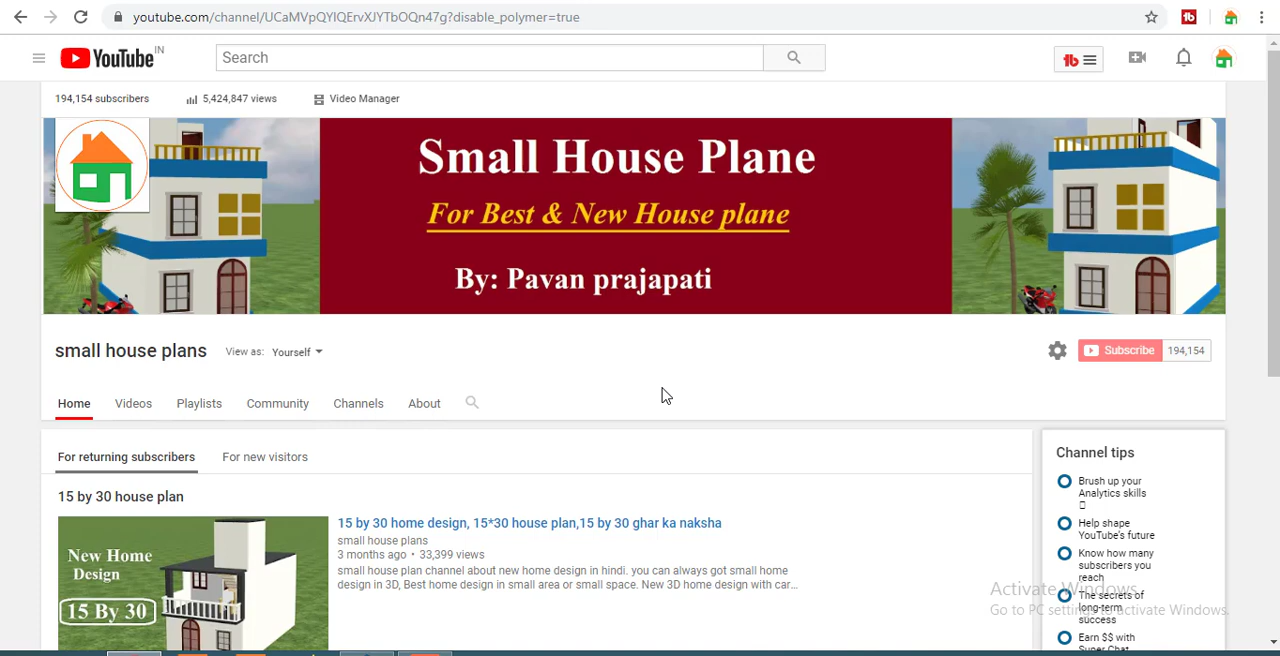 youtube.com/channel/UCaMVpQYIQErvXJYTbOQn47g?disable_polymer=true
YouTube IN
Search
194,154 subscribers
5,424,847 views
Video Manager
Small House Plane
For Best & New House plane
By: Pavan prajapati
small house plans
View as: Yourself
Subscribe 194,154
Home
Videos
Playlists
Community
Channels
About
For returning subscribers
For new visitors
15 by 30 house plan
New Home
Design
15 By 30
15 by 30 home design, 15*30 house plan,15 by 30 ghar ka naksha
small house plans
3 months ago • 33,399 views
small house plan channel about new home design in hindi. you can always got small home
design in 3D, Best home design in small area or small space. New 3D home design with car...
Channel tips
Brush up your
Analytics skills
Help shape
YouTube's future
Know how many
subscribers you
reach
The secrets of
long-term
success
Earn $$ with
Super Chat
Activate Windows
Go to PC settings to activate Windows.